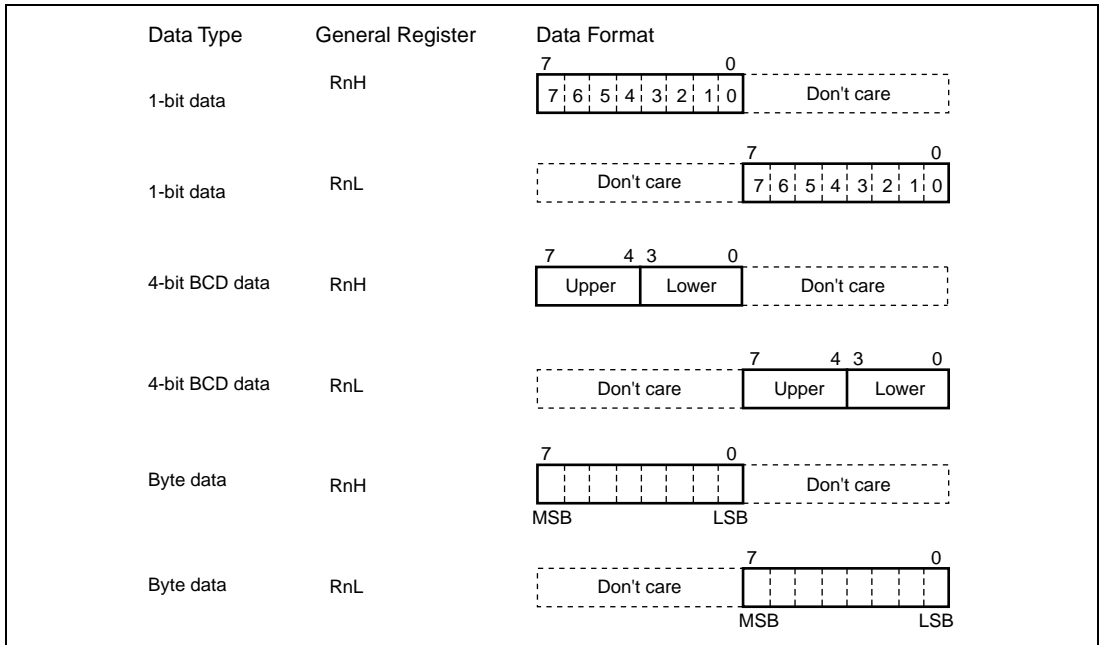 Data Type General Register Data Format
7 0
1-bit data RnH 7 6 5 4 3 2 1 0 Don't care
7 0
1-bit data RnL Don't care 7 6 5 4 3 2 1 0
7 4 3 0
4-bit BCD data RnH Upper Lower Don't care
7 4 3 0
4-bit BCD data RnL Don't care Upper Lower
7 0
Byte data RnH Don't care
MSB LSB
7 0
Byte data RnL Don't care
MSB LSB